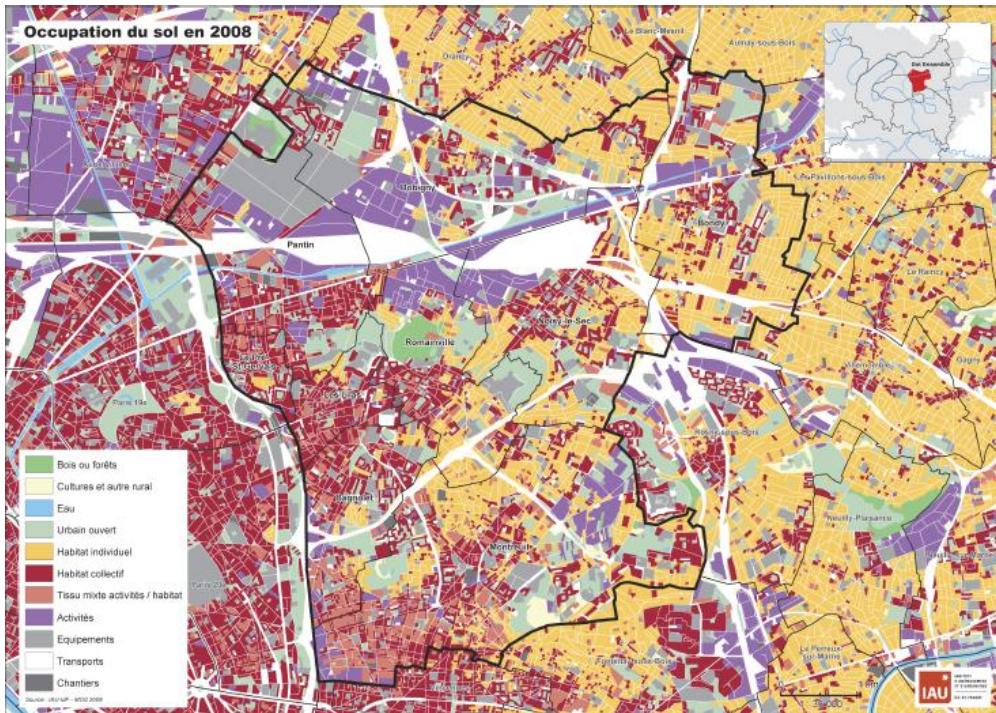 Occupation du sol en 2008
Le Blanc-Mesnil
Aulnay-sous-Bois
Drancy
Est Ensemble
Aubervilliers
Bobigny
Les Pavillons-sous-Bois
Bondy
Pantin
Le Raincy
Noisy-le-Sec
Romainville
Le Pré-
St-Gervais
Gagny
Villemomble
Les Lilas
Paris 19e
Rosny-sous-Bois
Bagnolet
Neuilly-Plaisance
Montreuil
Paris 20e
Le Perreux
sur-Marne
Fontenay-sous-Bois
Bois ou forêts
Cultures et autre rural
Eau
Urbain ouvert
Habitat individuel
Habitat collectif
Tissu mixte activités / habitat
Activités
Equipements
Transports
Chantiers
IAU